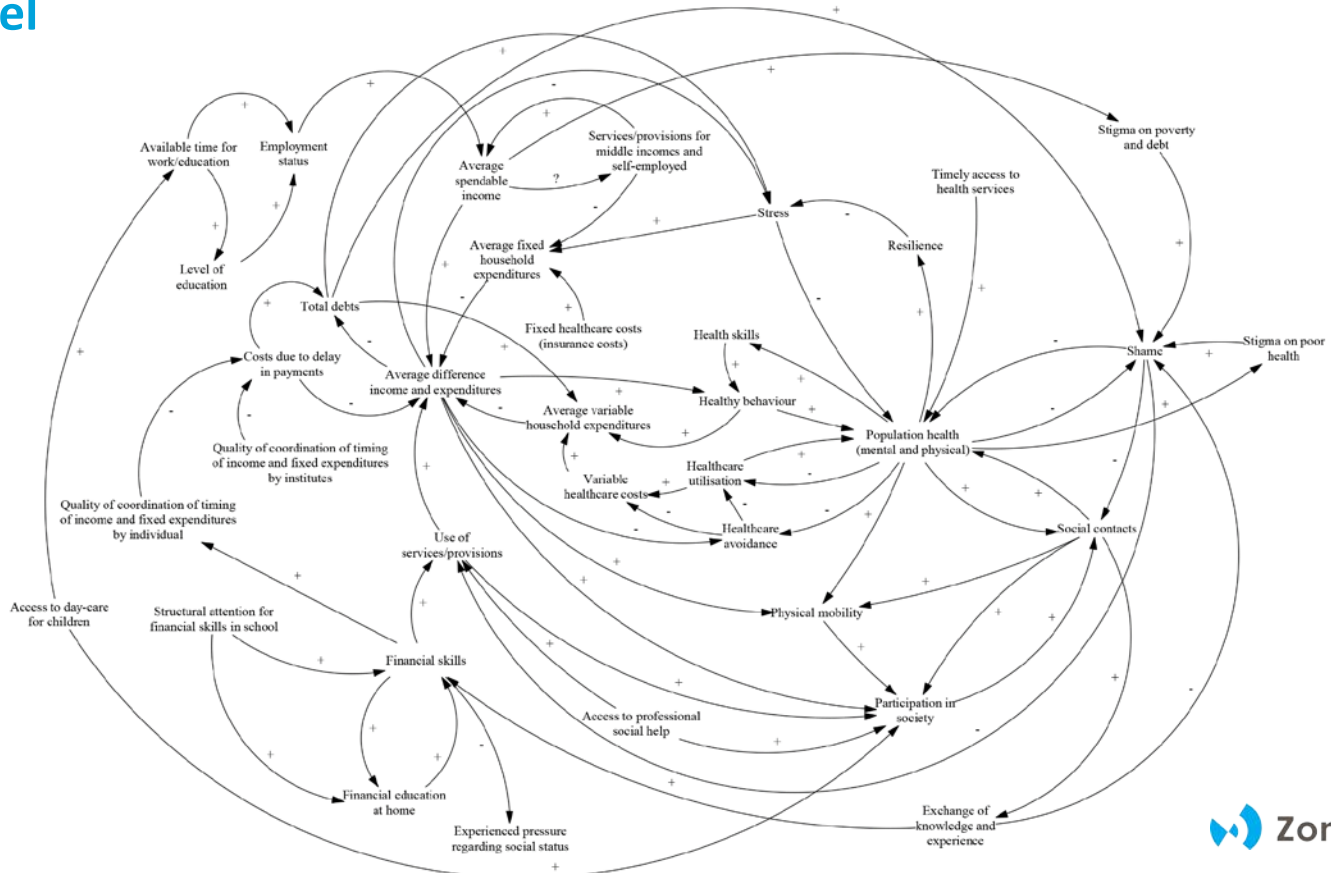 el
Available time for
work/education
Employment
status
Level of
education
Average
spendable
income
Services/provisions for
middle incomes and
self-employed
Stigma on poverty
and debt
Timely access to
health services
Stress
Resilience
Average fixed
household
expenditures
Total debts
Fixed healthcare costs
(insurance costs)
Health skills
Shame
Stigma on poor
health
Costs due to delay
in payments
Average difference
income and expenditures
Healthy behaviour
Average variable
household expenditures
Population health
(mental and physical)
Quality of coordination of timing
of income and fixed expenditures
by institutes
Healthcare
utilisation
Variable
healthcare costs
Quality of coordination of timing
of income and fixed expenditures
by individual
Healthcare
avoidance
Social contacts
Use of
services/provisions
Access to day-care
for children
Structural attention for
financial skills in school
Physical mobility
Financial skills
Participation in
society
Access to professional
social help
Financial education
at home
Experienced pressure
regarding social status
Exchange of
knowledge and
experience
Zor